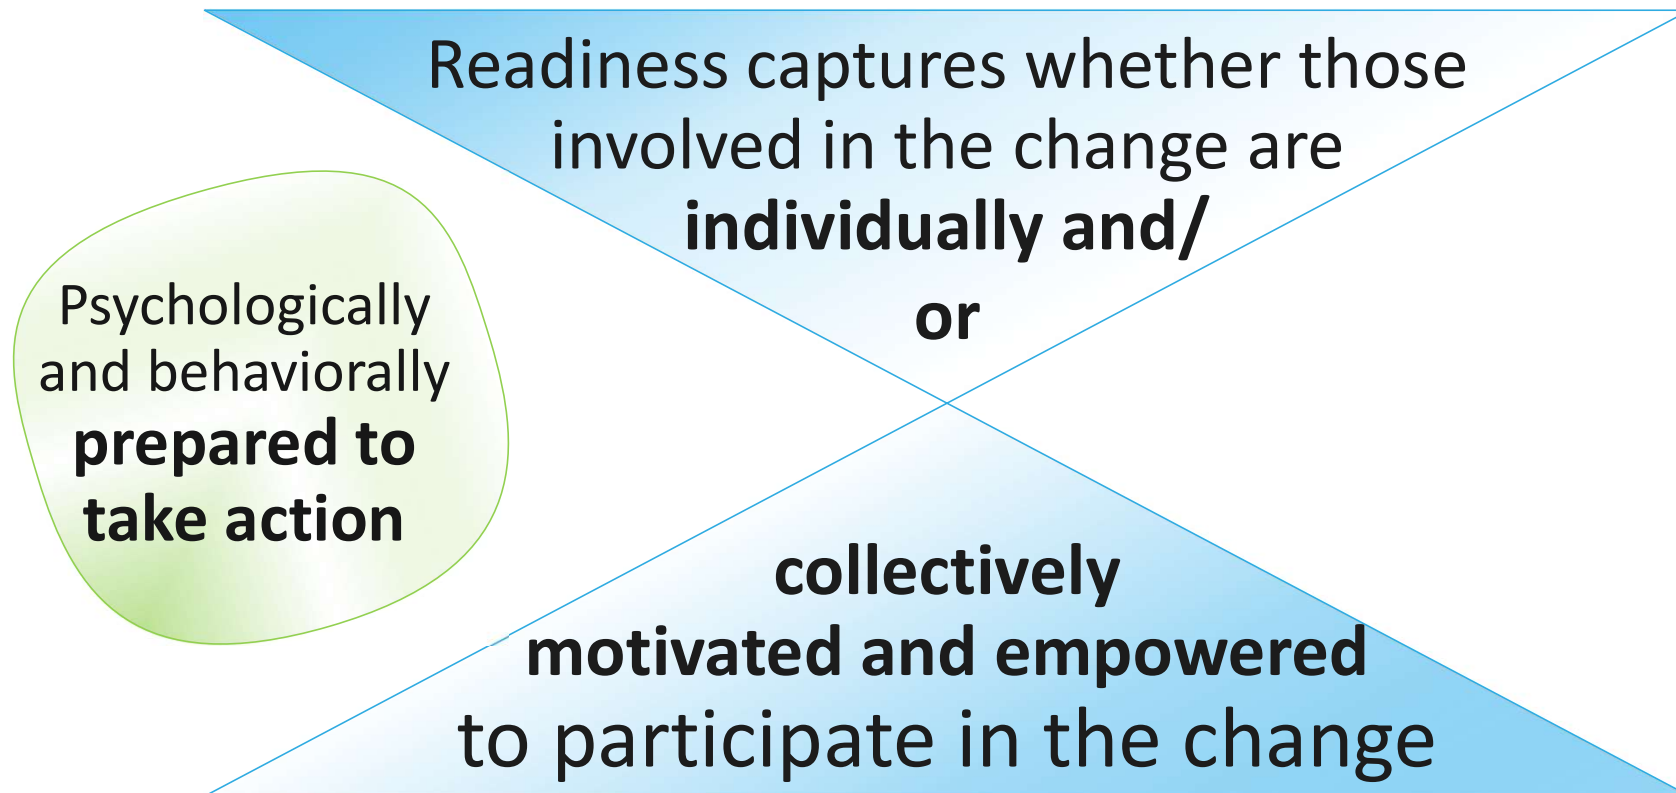 Readiness captures whether those
involved in the change are
individually and/
or
Psychologically
and behaviorally
prepared to
take action
collectively
motivated and empowered
to participate in the change